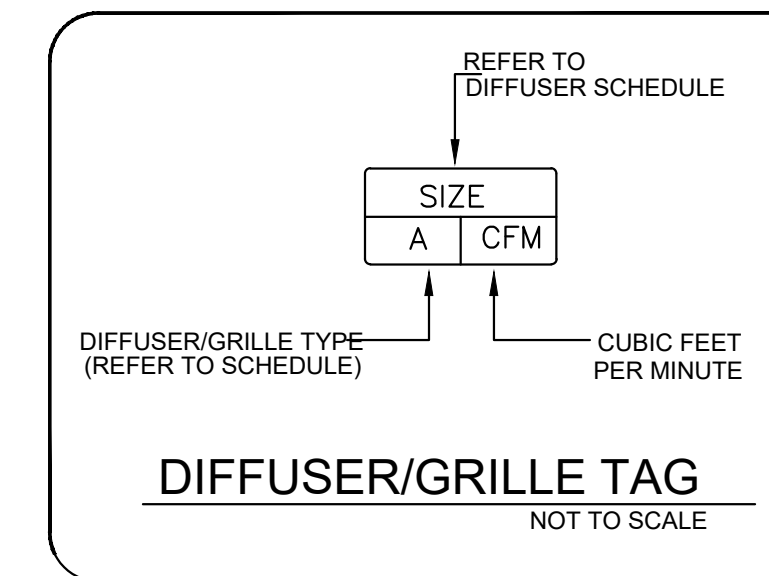 REFER TO
DIFFUSER SCHEDULE
SIZE
A CFM
DIFFUSER/GRILLE TYPE
(REFER TO SCHEDULE)
CUBIC FEET
PER MINUTE
DIFFUSER/GRILLE TAG
NOT TO SCALE